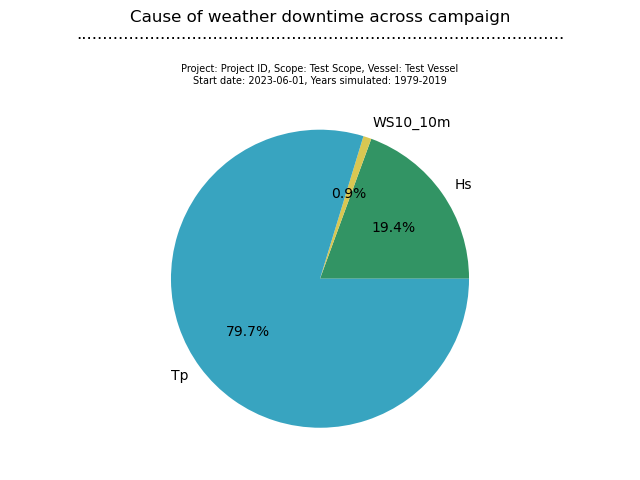 Cause of weather downtime across campaign
Project: Project ID, Scope: Test Scope, Vessel: Test Vessel
Start date: 2023-06-01, Years simulated: 1979-2019
WS10_10m
Hs
0.9%
19.4%
79.7%
Tp